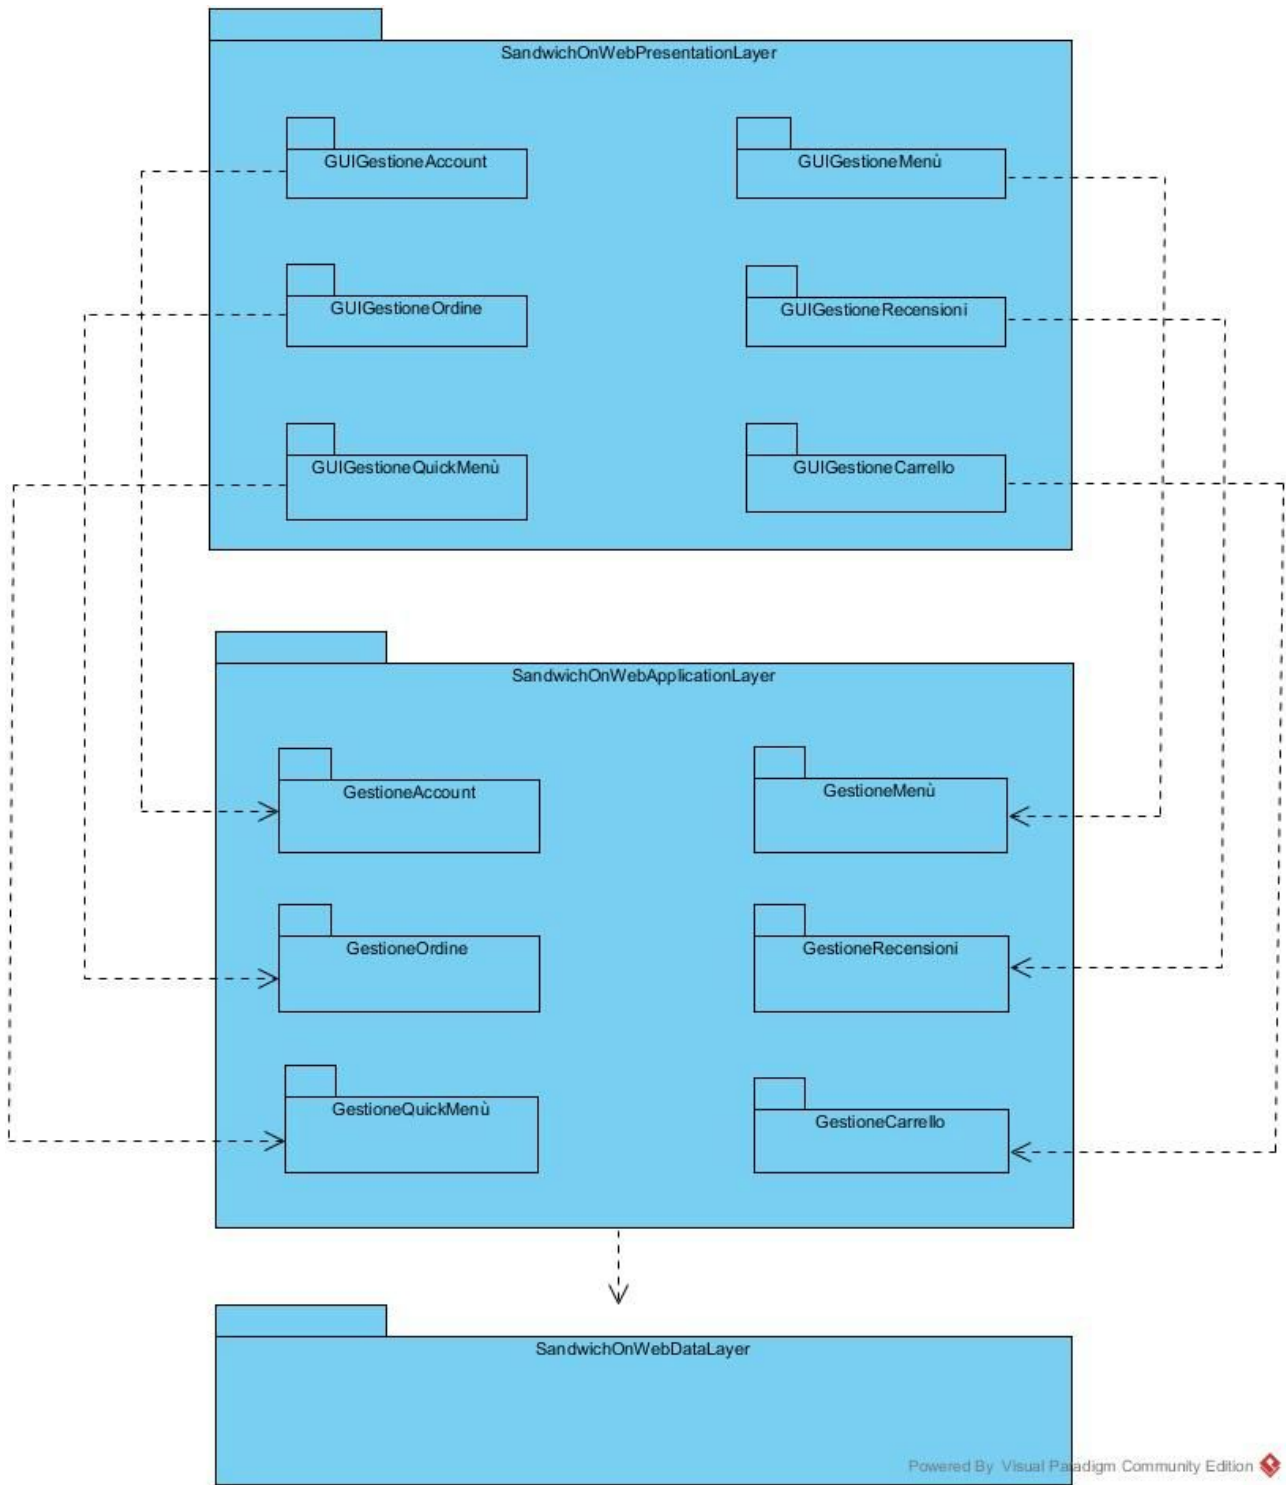 SandwichOnWebPresentationLayer
GUIGestioneAccount
GUIGestioneMenù
GUIGestioneOrdine
GUIGestioneRecensioni
GUIGestioneQuickMenù
GUIGestioneCarrello
SandwichOnWebApplicationLayer
GestioneAccount
GestioneMenù
GestioneOrdine
GestioneRecensioni
GestioneQuickMenù
GestioneCarrello
SandwichOnWebDataLayer
Powered By Visual Paradigm Community Edition